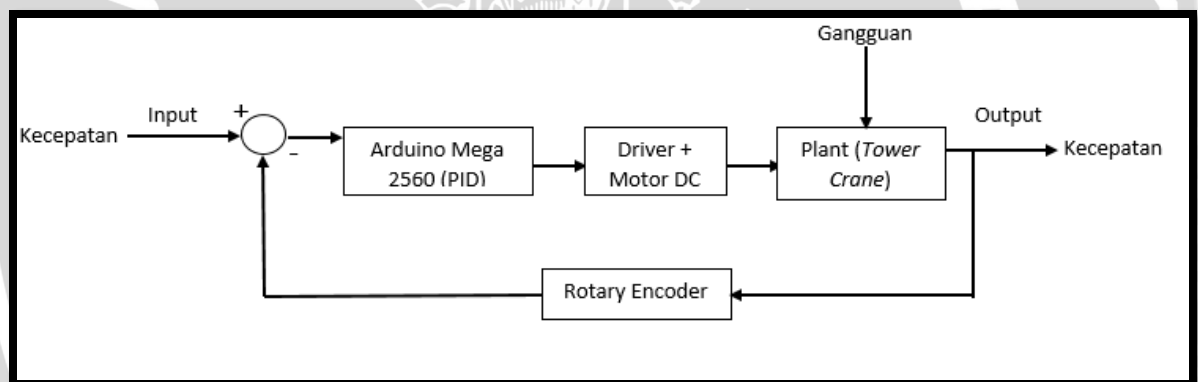 Gangguan
Input
+
Output
Kecepatan
-
Arduino Mega
2560 (PID)
Driver +
Motor DC
Plant (Tower
Crane)
Kecepatan
Rotary Encoder